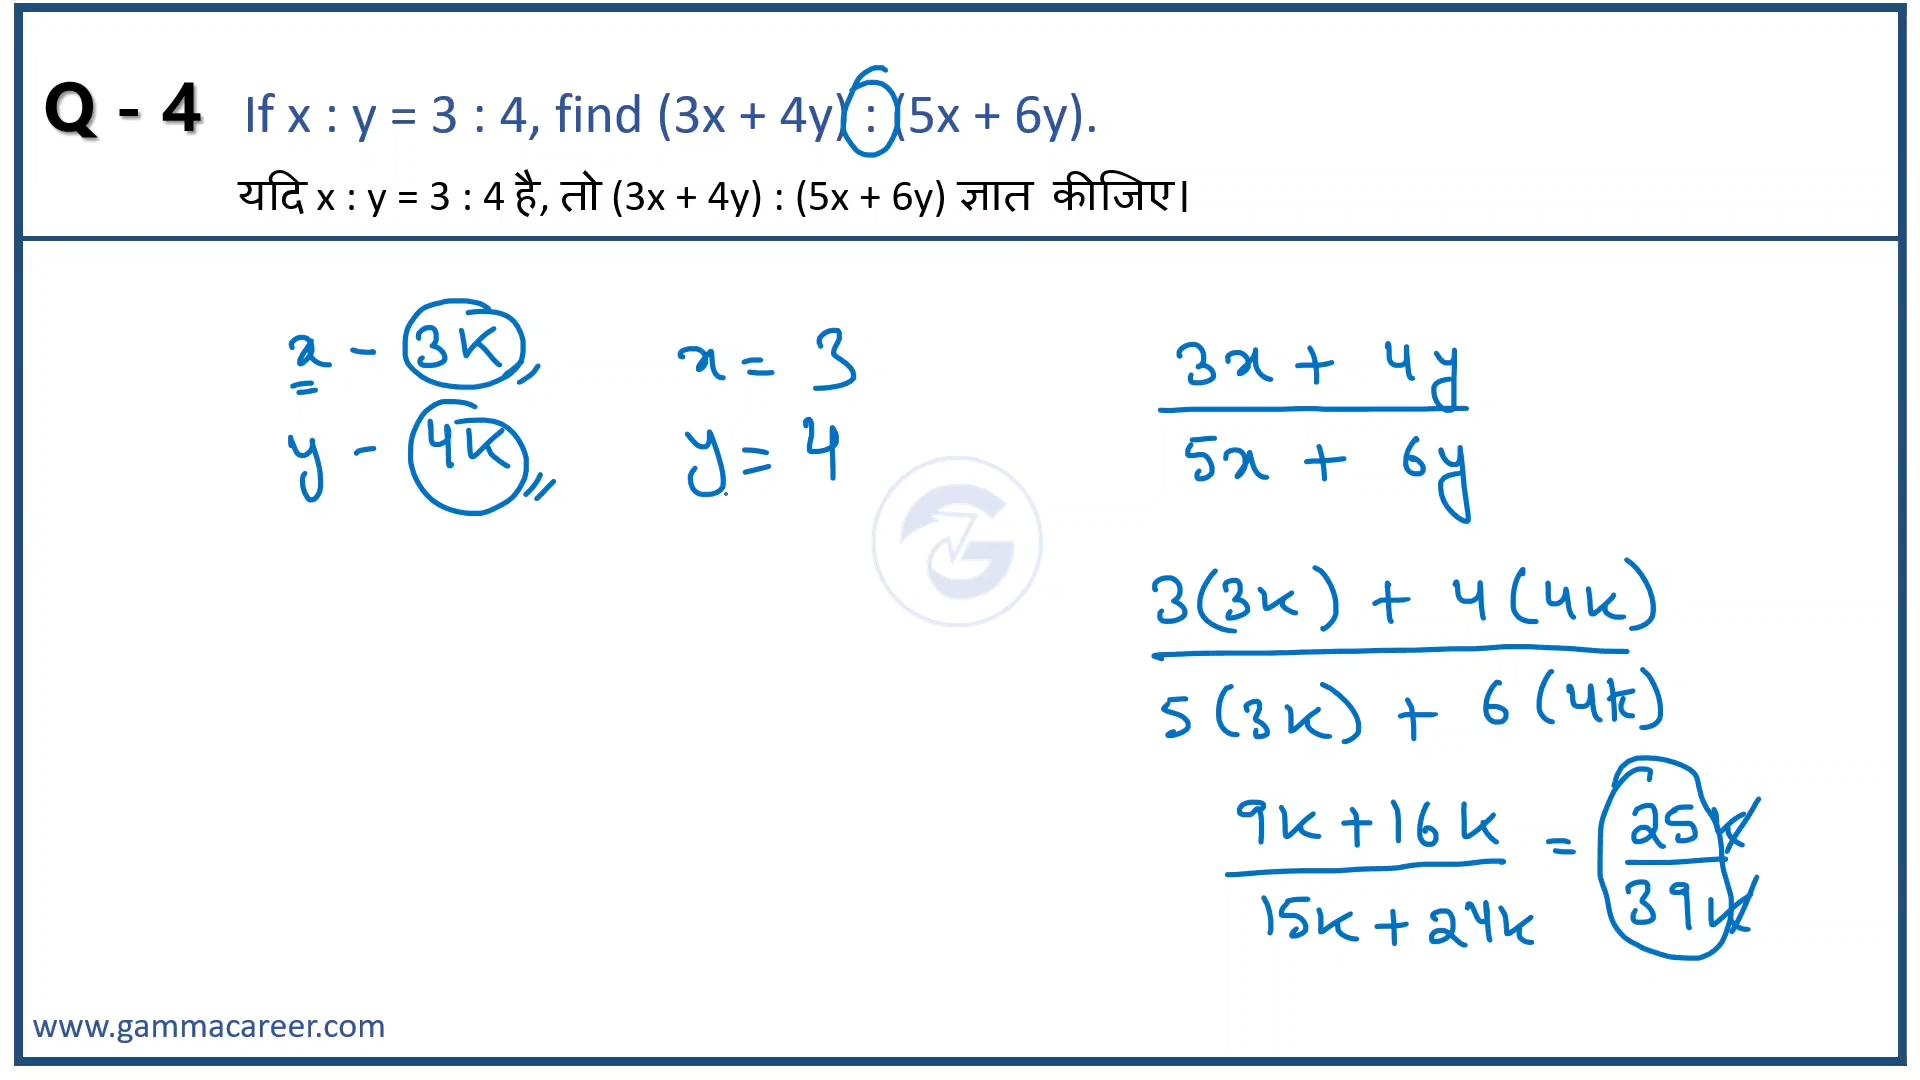 Q - 4 If x : y = 3 : 4, find (3x + 4y) : (5x + 6y).
यदि x : y = 3 : 4 है, तो (3x + 4y) : (5x + 6y) ज्ञात कीजिए।
x - 3K,
y - 4K
x = 3
y = 4
3x + 4y
5x + 6y
3(3k) + 4(4k)
5(3k) + 6(4k)
9k + 16k = 25k
15k + 24k 39k
www.gammacareer.com